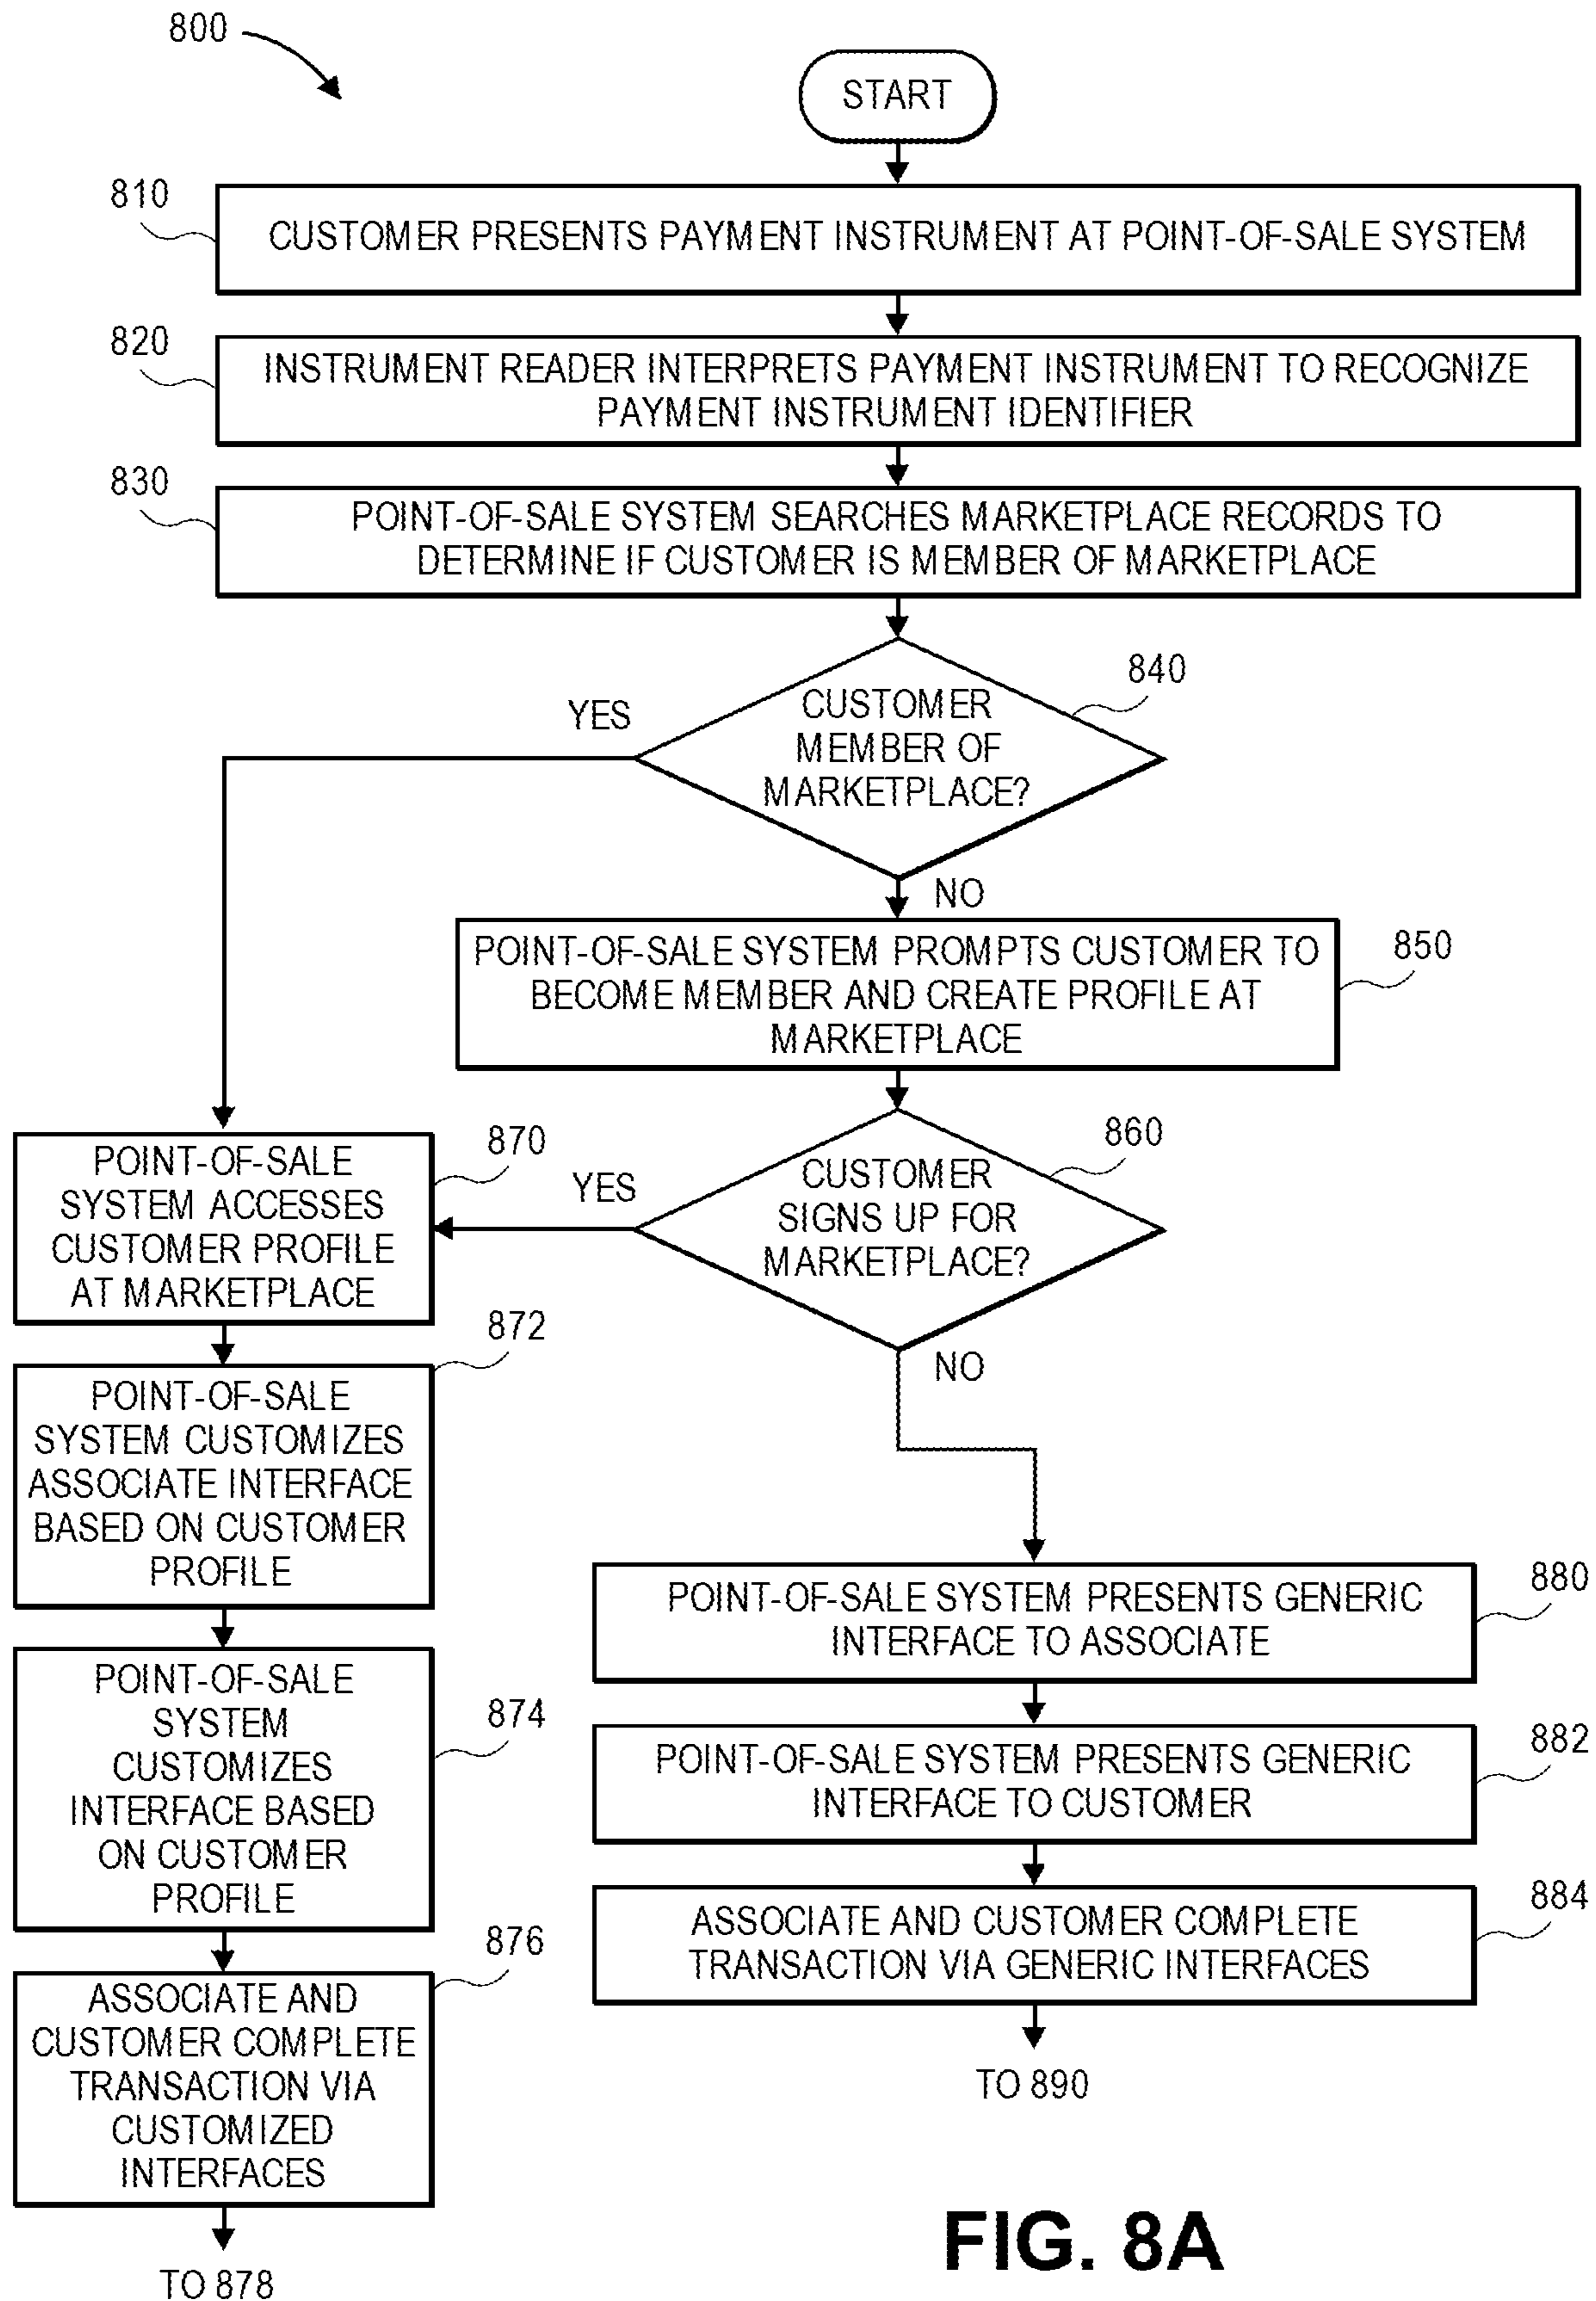 800
START
810
CUSTOMER PRESENTS PAYMENT INSTRUMENT AT POINT-OF-SALE SYSTEM
820
INSTRUMENT READER INTERPRETS PAYMENT INSTRUMENT TO RECOGNIZE
PAYMENT INSTRUMENT IDENTIFIER
830
POINT-OF-SALE SYSTEM SEARCHES MARKETPLACE RECORDS TO
DETERMINE IF CUSTOMER IS MEMBER OF MARKETPLACE
840
YES
CUSTOMER
MEMBER OF
MARKETPLACE?
NO
POINT-OF-SALE SYSTEM PROMPTS CUSTOMER TO
BECOME MEMBER AND CREATE PROFILE AT
MARKETPLACE
850
860
CUSTOMER
SIGNS UP FOR
MARKETPLACE?
YES
NO
870
POINT-OF-SALE
SYSTEM ACCESSES
CUSTOMER PROFILE
AT MARKETPLACE
872
POINT-OF-SALE
SYSTEM CUSTOMIZES
ASSOCIATE INTERFACE
BASED ON CUSTOMER
PROFILE
874
POINT-OF-SALE
SYSTEM
CUSTOMIZES
INTERFACE BASED
ON CUSTOMER
PROFILE
876
ASSOCIATE AND
CUSTOMER COMPLETE
TRANSACTION VIA
CUSTOMIZED
INTERFACES
TO 878
880
POINT-OF-SALE SYSTEM PRESENTS GENERIC
INTERFACE TO ASSOCIATE
882
POINT-OF-SALE SYSTEM PRESENTS GENERIC
INTERFACE TO CUSTOMER
884
ASSOCIATE AND CUSTOMER COMPLETE
TRANSACTION VIA GENERIC INTERFACES
TO 890
FIG. 8A